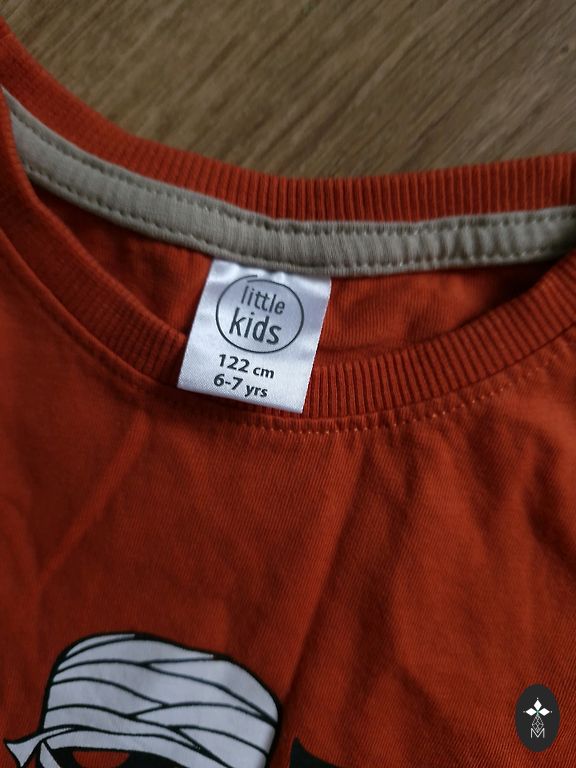 little
kids
122 cm
6-7 yrs
M